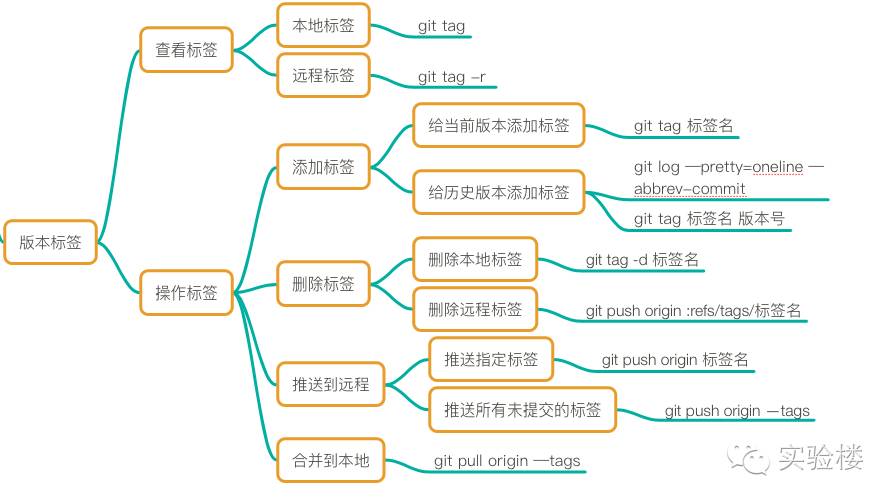 版本标签
查看标签
本地标签
git tag
远程标签
git tag –r
操作标签
添加标签
给当前版本添加标签
git tag 标签名
给历史版本添加标签
git log —pretty=oneline —
abbrev-commit
git tag 标签名 版本号
删除标签
删除本地标签
git tag -d 标签名
删除远程标签
git push origin :refs/tags/标签名
推送到远程
推送指定标签
git push origin 标签名
推送所有未提交的标签
git push origin —tags
合并到本地
git pull origin —tags
实验楼